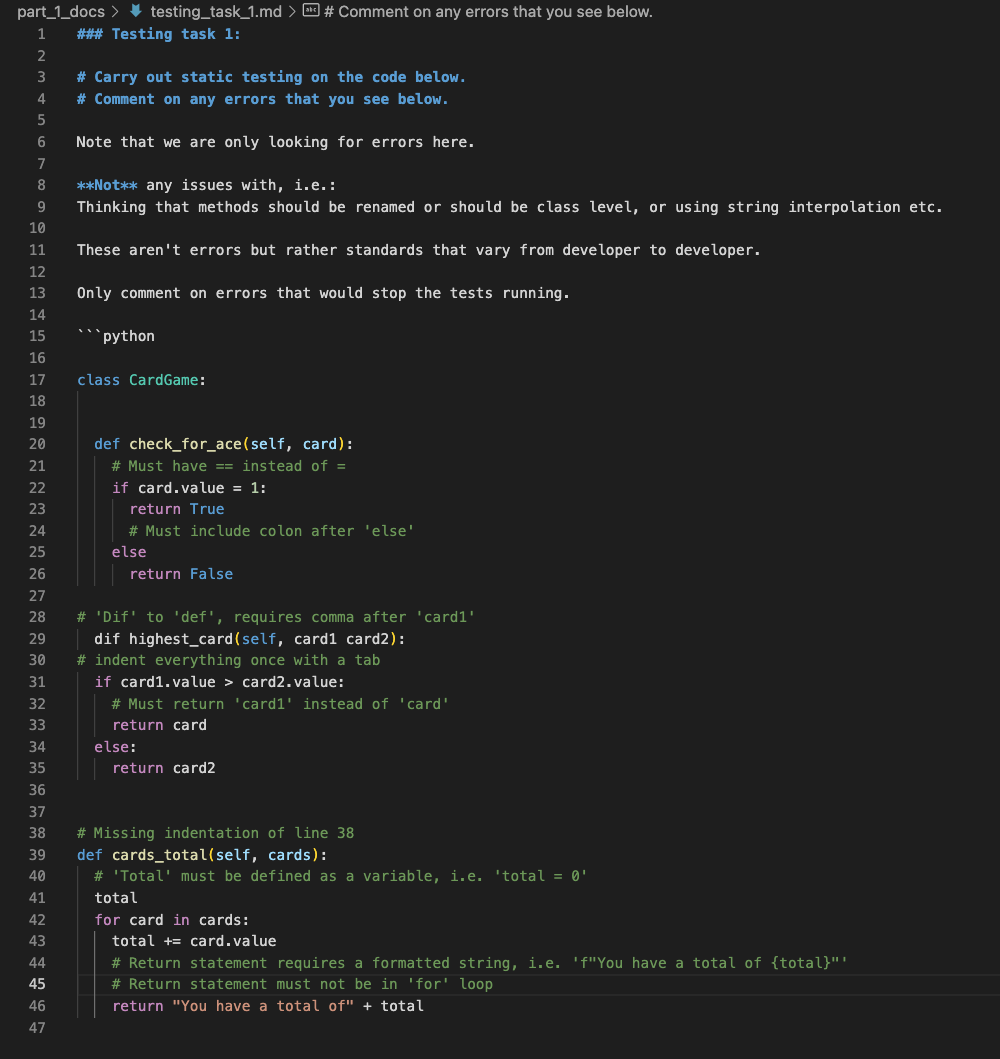 part_1_docs > testing_task_1.md > abc # Comment on any errors that you see below.
1 ### Testing task 1:
2
3 # Carry out static testing on the code below.
4 # Comment on any errors that you see below.
5
6 Note that we are only looking for errors here.
7
8 **Not** any issues with, i.e.:
9 Thinking that methods should be renamed or should be class level, or using string interpolation etc.
10
11 These aren't errors but rather standards that vary from developer to developer.
12
13 Only comment on errors that would stop the tests running.
14
15 ```python
16
17 class CardGame:
18
19
20   def check_for_ace(self, card):
21     # Must have == instead of =
22     if card.value = 1:
23       return True
24       # Must include colon after 'else'
25     else
26       return False
27
28 # 'Dif' to 'def', requires comma after 'card1'
29   dif highest_card(self, card1 card2):
30 # indent everything once with a tab
31   if card1.value > card2.value:
32     # Must return 'card1' instead of 'card'
33     return card
34   else:
35     return card2
36
37
38 # Missing indentation of line 38
39 def cards_total(self, cards):
40   # 'Total' must be defined as a variable, i.e. 'total = 0'
41   total
42   for card in cards:
43     total += card.value
44     # Return statement requires a formatted string, i.e. 'f"You have a total of {total}"'
45     # Return statement must not be in 'for' loop
46     return "You have a total of" + total
47